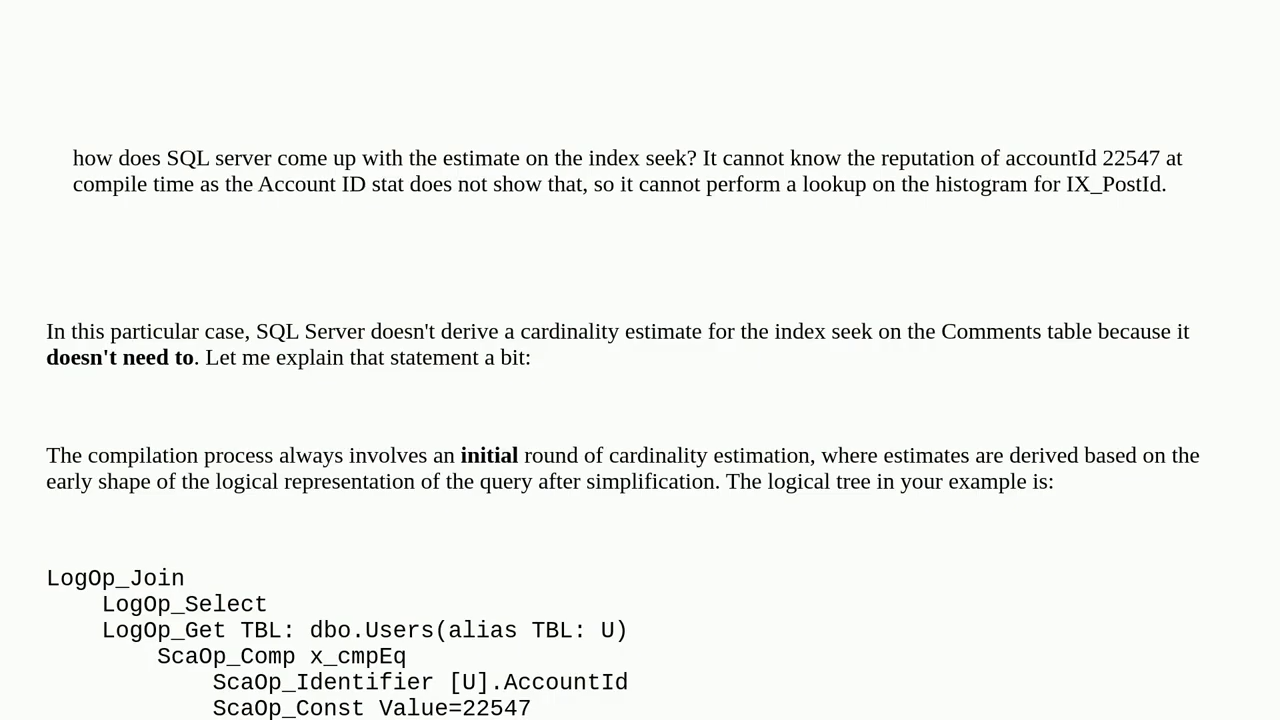 how does SQL server come up with the estimate on the index seek? It cannot know the reputation of accountId 22547 at
compile time as the Account ID stat does not show that, so it cannot perform a lookup on the histogram for IX_PostId.
In this particular case, SQL Server doesn't derive a cardinality estimate for the index seek on the Comments table because it
doesn't need to. Let me explain that statement a bit:
The compilation process always involves an initial round of cardinality estimation, where estimates are derived based on the
early shape of the logical representation of the query after simplification. The logical tree in your example is:
LogOp_Join
    LogOp_Select
    LogOp_Get TBL: dbo.Users(alias TBL: U)
        ScaOp_Comp x_cmpEq
            ScaOp_Identifier [U].AccountId
            ScaOp_Const Value=22547